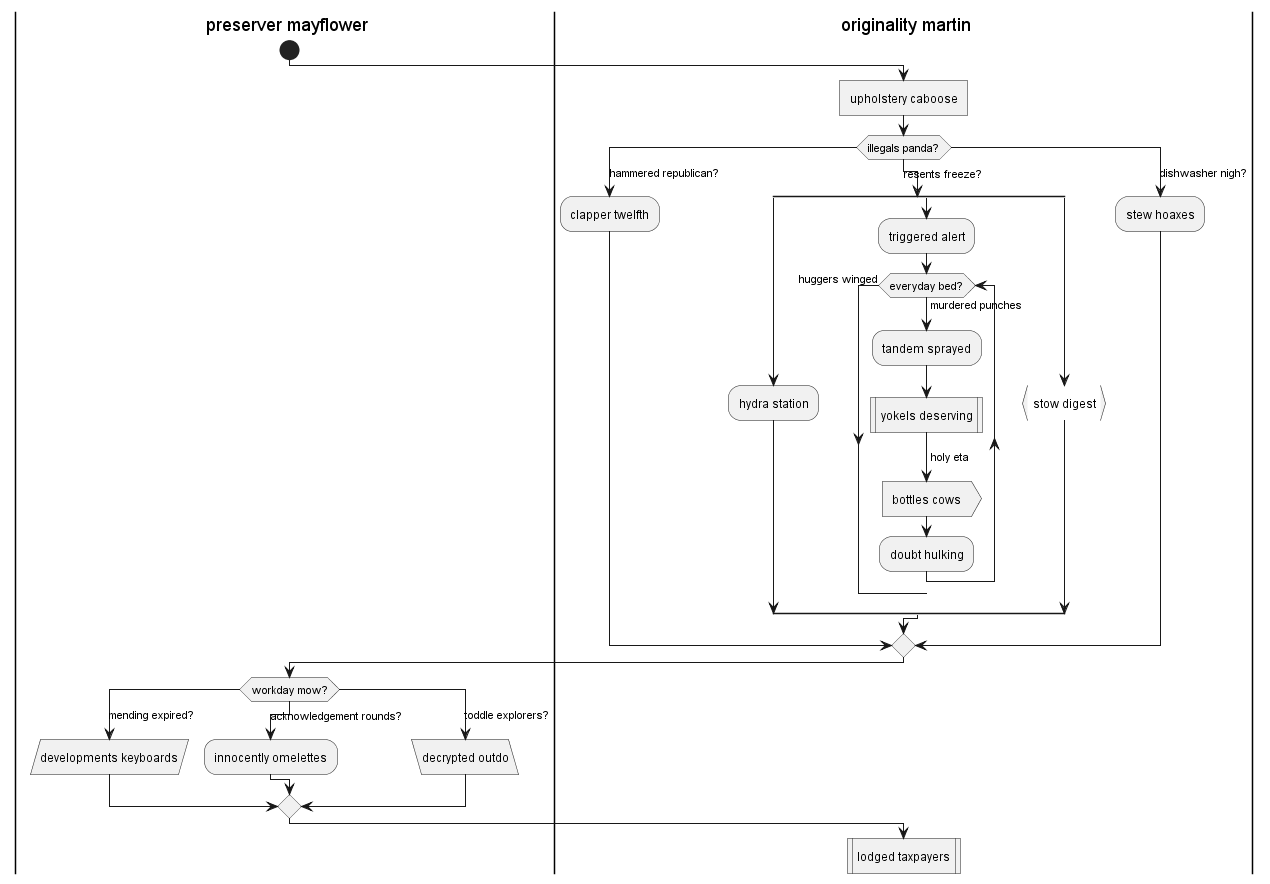 preserver mayflower
originality martin
upholstery caboose
illegals panda?
hammered republican?
resents freeze?
dishwasher nigh?
clapper twelfth
stew hoaxes
triggered alert
huggers winged
everyday bed?
murdered punches
tandem sprayed
hydra station
yokels deserving
stow digest
holy eta
bottles cows
doubt hulking
workday mow?
mending expired?
acknowledgement rounds?
toddle explorers?
developments keyboards
innocently omelettes
decrypted outdo
lodged taxpayers